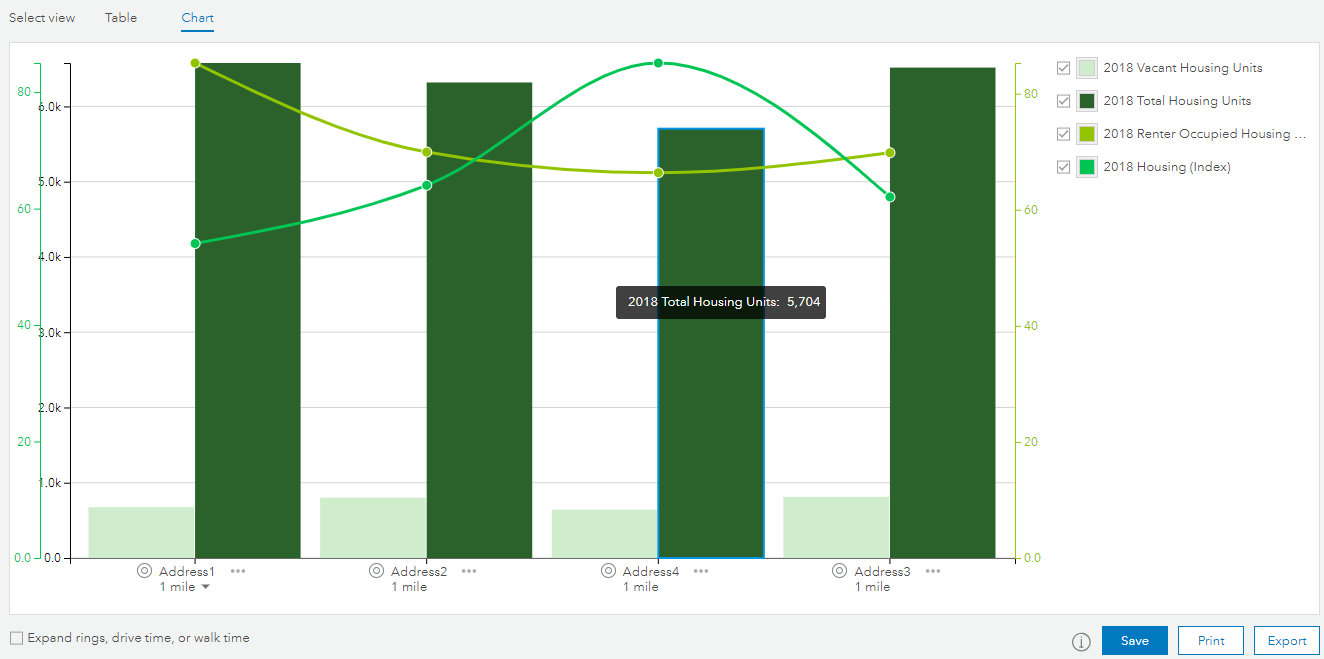 Select view Table Chart
2018 Vacant Housing Units
2018 Total Housing Units
2018 Renter Occupied Housing ...
2018 Housing (Index)
80 6.0k 80
5.0k
60 60
4.0k
2018 Total Housing Units: 5,704
40 3.0k 40
2.0k
20 20
1.0k
0.0 0.0 0.0
Address1 Address2 Address4 Address3
1 mile 1 mile 1 mile 1 mile
Expand rings, drive time, or walk time
i Save Print Export